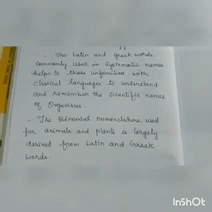 - The Latin and greek words
commonly used in systematic names
helps to those unfamiliar with
classical languages to understand
and remember the scientific names
of Organisms.
- The Binomial nomenclature used
for animals and plants is largely
derived from Latin and Greek
words.
InShOt